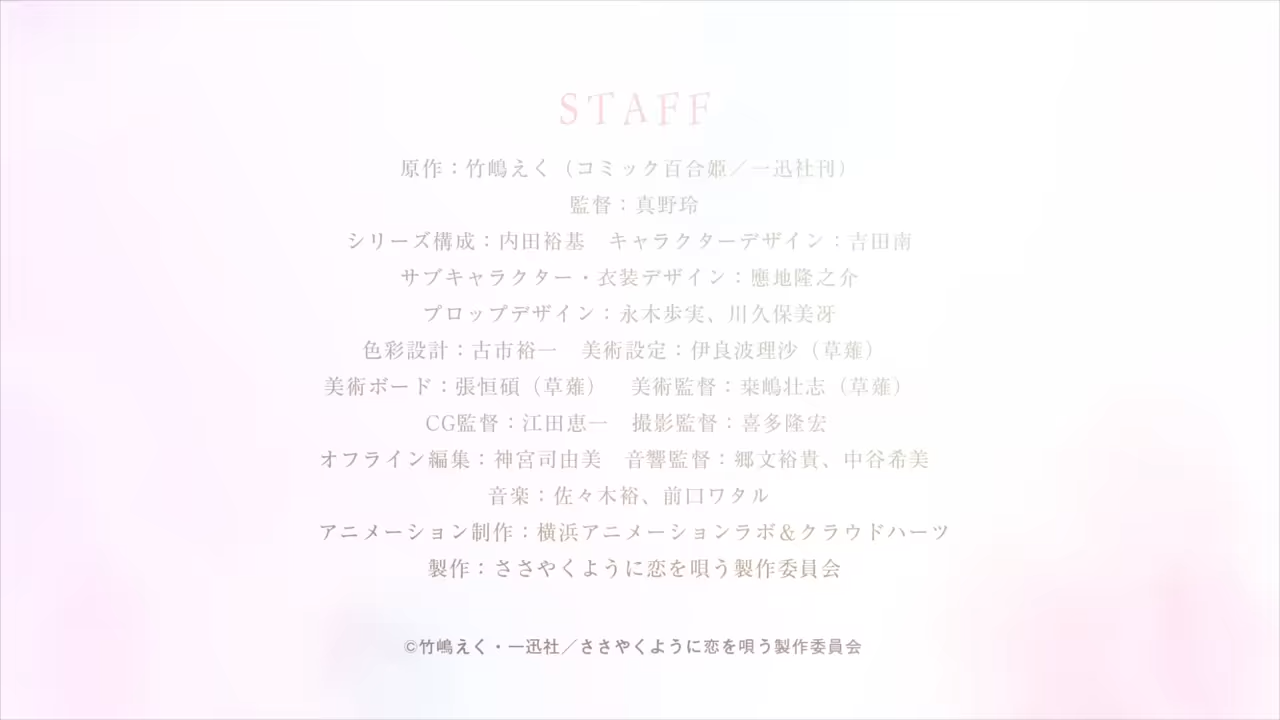 STAFF
原作：竹嶋えく（コミック百合姫／一迅社刊）
監督：真野玲
シリーズ構成：内田裕基　キャラクターデザイン：吉田南
サブキャラクター・衣装デザイン：應地隆之介
プロップデザイン：永木歩実、川久保美冴
色彩設計：古市裕一　美術設定：伊良波理沙（草薙）
美術ボード：張恒碩（草薙）　美術監督：桒嶋壮志（草薙）
CG監督：江田恵一　撮影監督：喜多隆宏
オフライン編集：神宮司由美　音響監督：郷文裕貴、中谷希美
音楽：佐々木裕、前口ワタル
アニメーション制作：横浜アニメーションラボ＆クラウドハーツ
製作：ささやくように恋を唄う製作委員会
©竹嶋えく・一迅社／ささやくように恋を唄う製作委員会